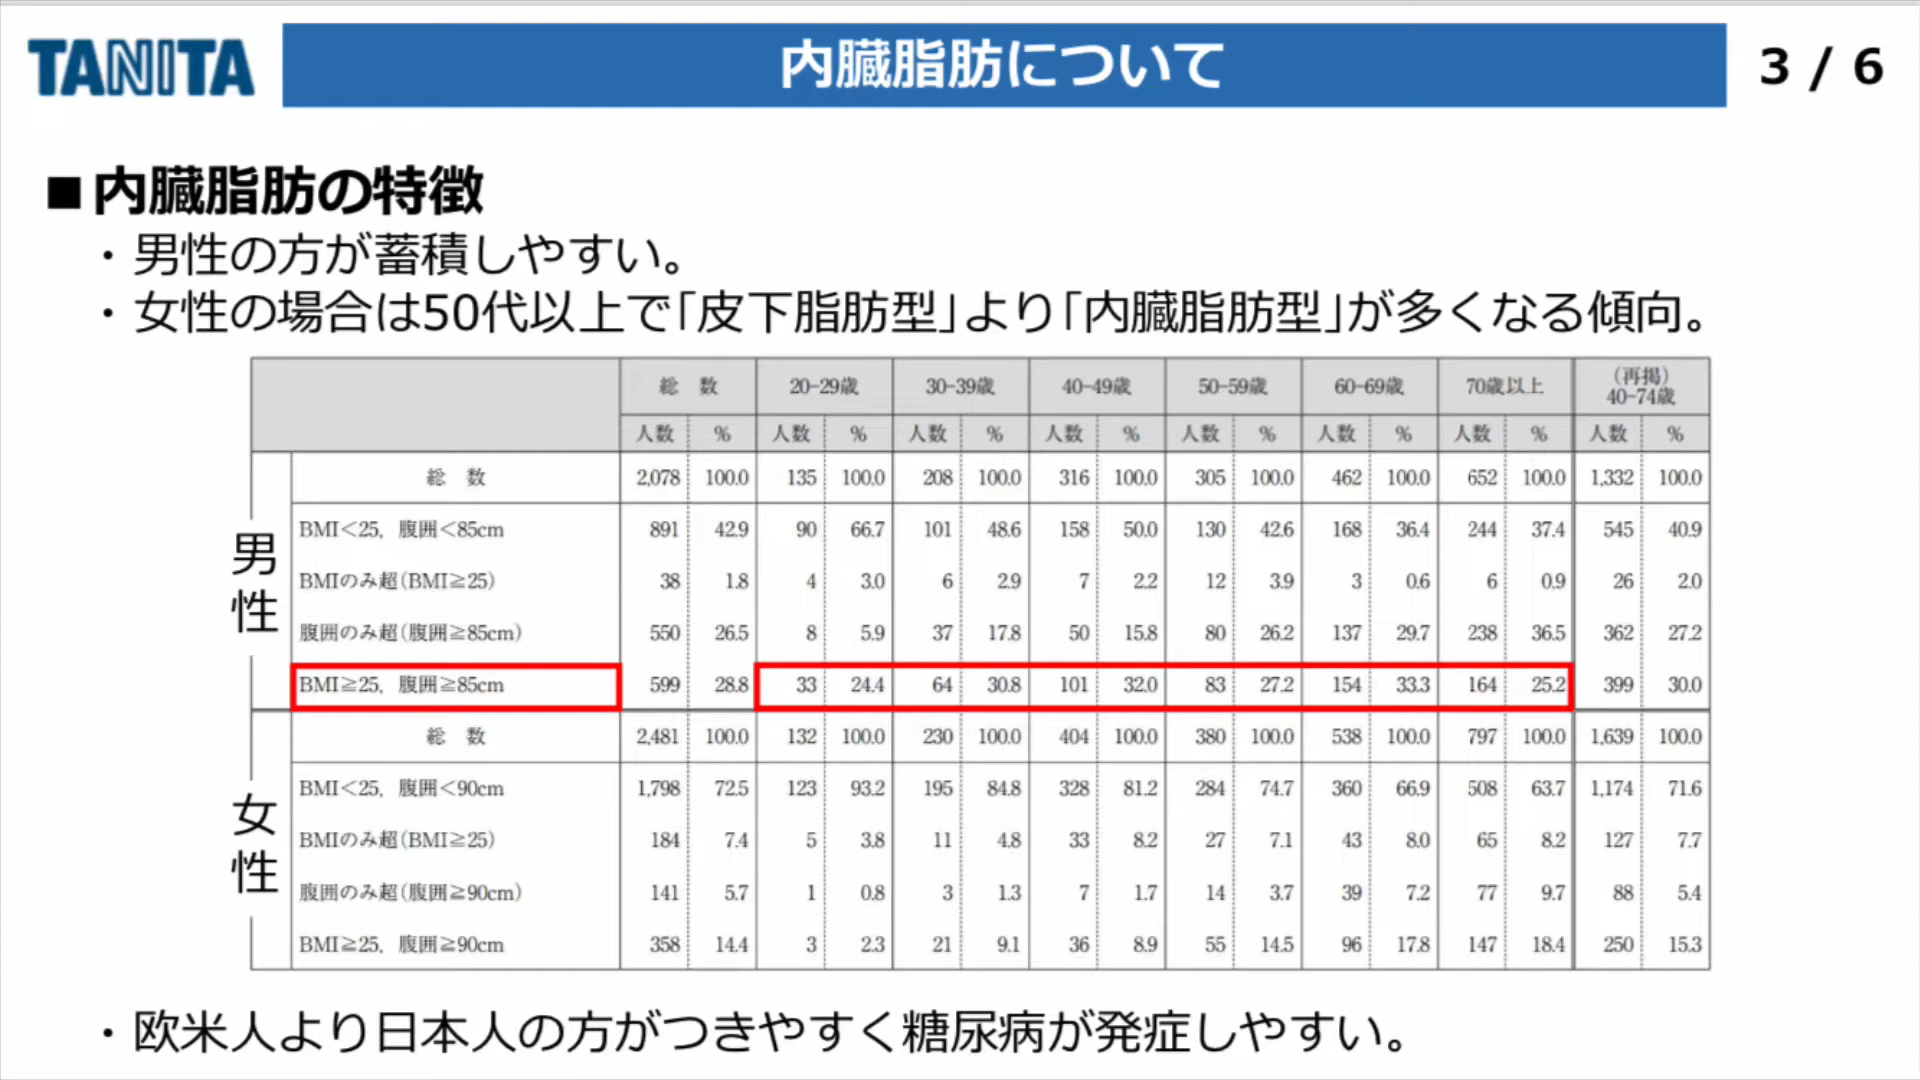 TANITA
内臓脂肪について
3 / 6
■内臓脂肪の特徴
・男性の方が蓄積しやすい。
・女性の場合は50代以上で「皮下脂肪型」より「内臓脂肪型」が多くなる傾向。
総 数 20-29歳 30-39歳 40-49歳 50-59歳 60-69歳 70歳以上 (再掲) 40-74歳
人数 % 人数 % 人数 % 人数 % 人数 % 人数 % 人数 % 人数 %
男性
総 数 2,078 100.0 135 100.0 208 100.0 316 100.0 305 100.0 462 100.0 652 100.0 1,332 100.0
BMI<25, 腹囲<85cm 891 42.9 90 66.7 101 48.6 158 50.0 130 42.6 168 36.4 244 37.4 545 40.9
BMIのみ超(BMI≧25) 38 1.8 4 3.0 6 2.9 7 2.2 12 3.9 3 0.6 6 0.9 26 2.0
腹囲のみ超(腹囲≧85cm) 550 26.5 8 5.9 37 17.8 50 15.8 80 26.2 137 29.7 238 36.5 362 27.2
BMI≧25, 腹囲≧85cm 599 28.8 33 24.4 64 30.8 101 32.0 83 27.2 154 33.3 164 25.2 399 30.0
女性
総 数 2,481 100.0 132 100.0 230 100.0 404 100.0 380 100.0 538 100.0 797 100.0 1,639 100.0
BMI<25, 腹囲<90cm 1,798 72.5 123 93.2 195 84.8 328 81.2 284 74.7 360 66.9 508 63.7 1,174 71.6
BMIのみ超(BMI≧25) 184 7.4 5 3.8 11 4.8 33 8.2 27 7.1 43 8.0 65 8.2 127 7.7
腹囲のみ超(腹囲≧90cm) 141 5.7 1 0.8 3 1.3 7 1.7 14 3.7 39 7.2 77 9.7 88 5.4
BMI≧25, 腹囲≧90cm 358 14.4 3 2.3 21 9.1 36 8.9 55 14.5 96 17.8 147 18.4 250 15.3
・欧米人より日本人の方がつきやすく糖尿病が発症しやすい。